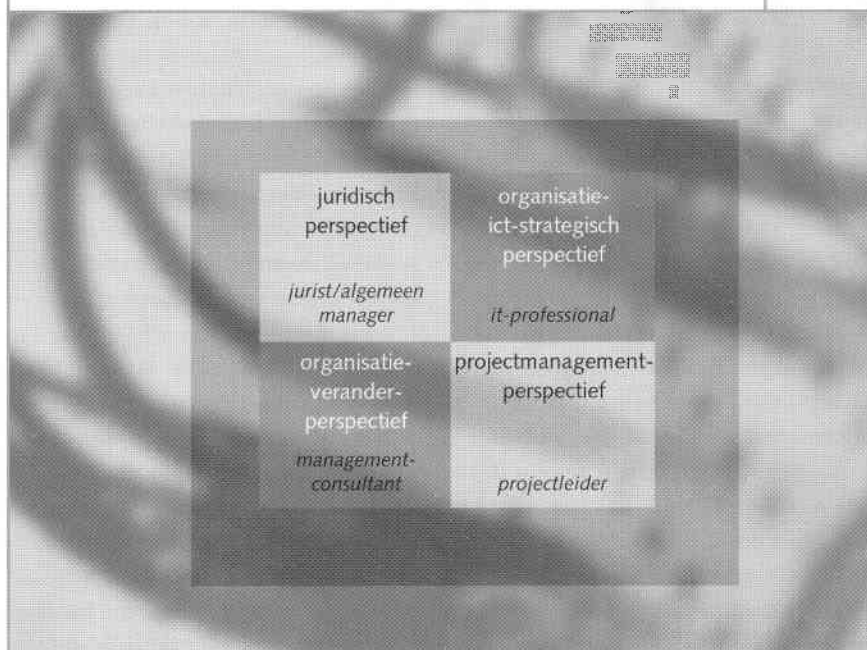 juridisch
perspectief
jurist/algemeen
manager
organisatie-
ict-strategisch
perspectief
it-professional
organisatie-
verander-
perspectief
management-
consultant
projectmanagement-
perspectief
projectleider